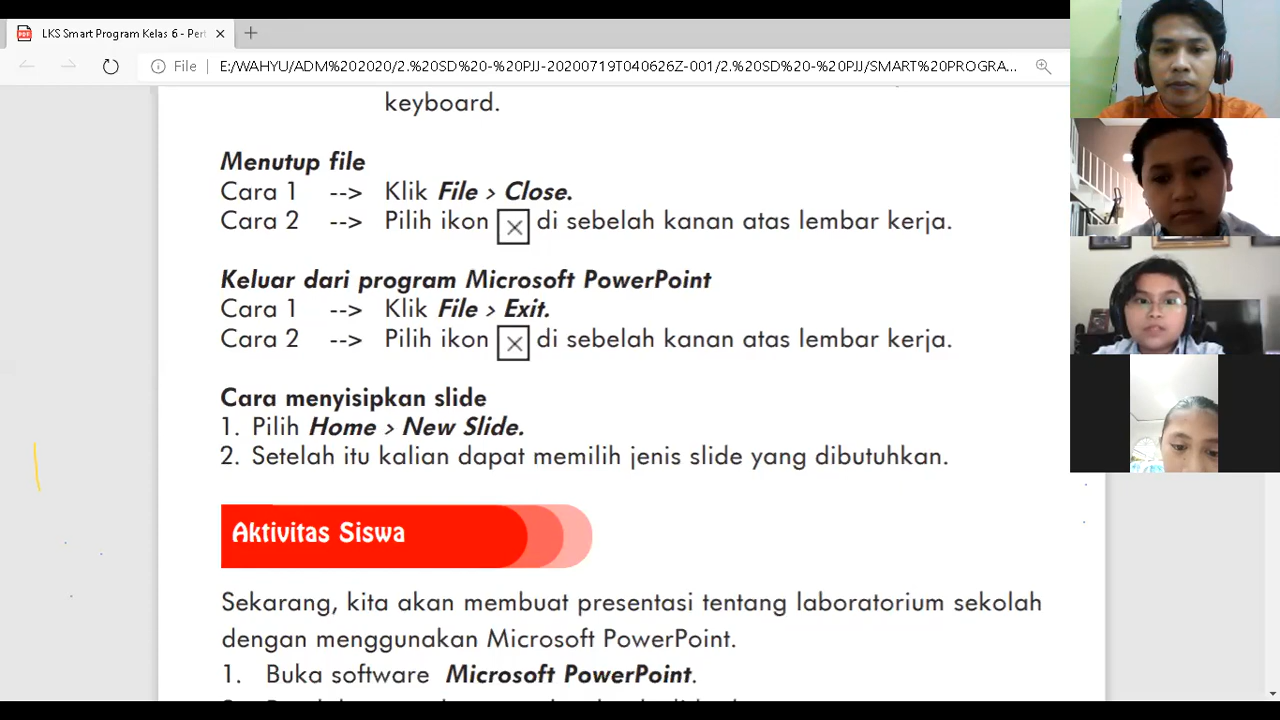 LKS Smart Program Kelas 6 - Pert
File E:/WAHYU/ADM%202020/2.%20SD%20-%20PJJ-20200719T040626Z-001/2.%20SD%20-%20PJJ/SMART%20PROGRA...
keyboard.
Menutup file
Cara 1 --> Klik File > Close.
Cara 2 --> Pilih ikon × di sebelah kanan atas lembar kerja.
Keluar dari program Microsoft PowerPoint
Cara 1 --> Klik File > Exit.
Cara 2 --> Pilih ikon × di sebelah kanan atas lembar kerja.
Cara menyisipkan slide
1. Pilih Home > New Slide.
2. Setelah itu kalian dapat memilih jenis slide yang dibutuhkan.
Aktivitas Siswa
Sekarang, kita akan membuat presentasi tentang laboratorium sekolah
dengan menggunakan Microsoft PowerPoint.
1. Buka software Microsoft PowerPoint.